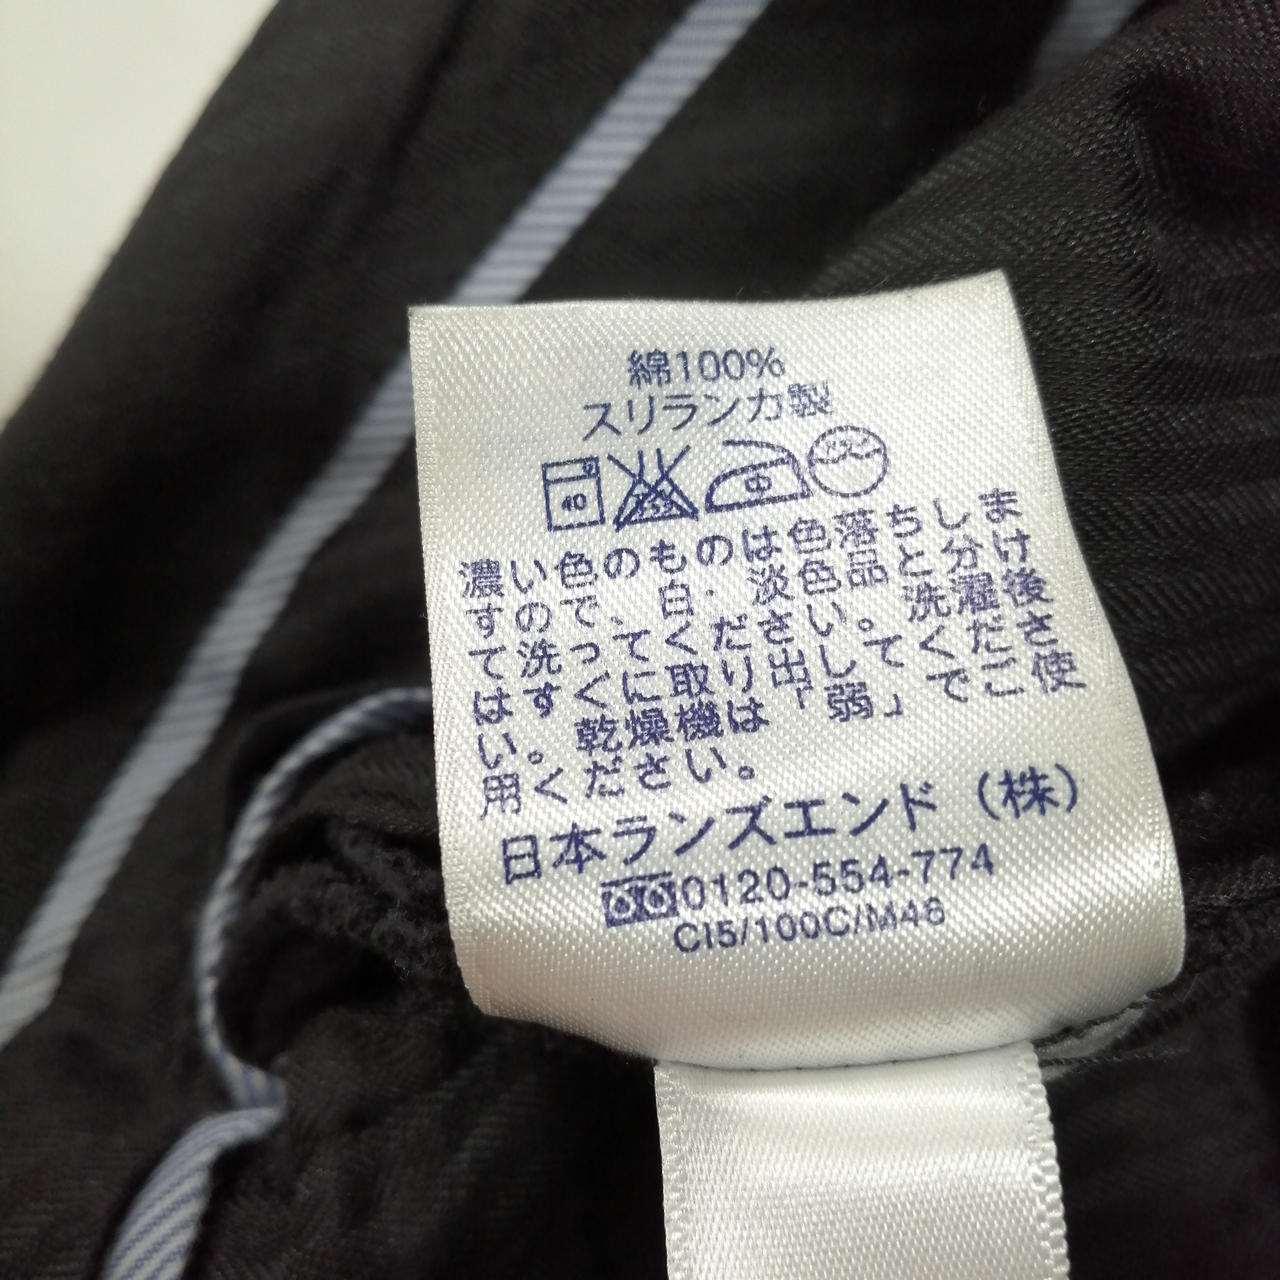 綿100%
スリランカ製
40 中
濃い色のものは色落ちしま
すので、白・淡色品と分け
て洗ってください。洗濯後
はすぐに取り出してくださ
い。乾燥機は「弱」でご使
用ください。
日本ランズエンド（株）
0120-554-774
CI5/100C/M46